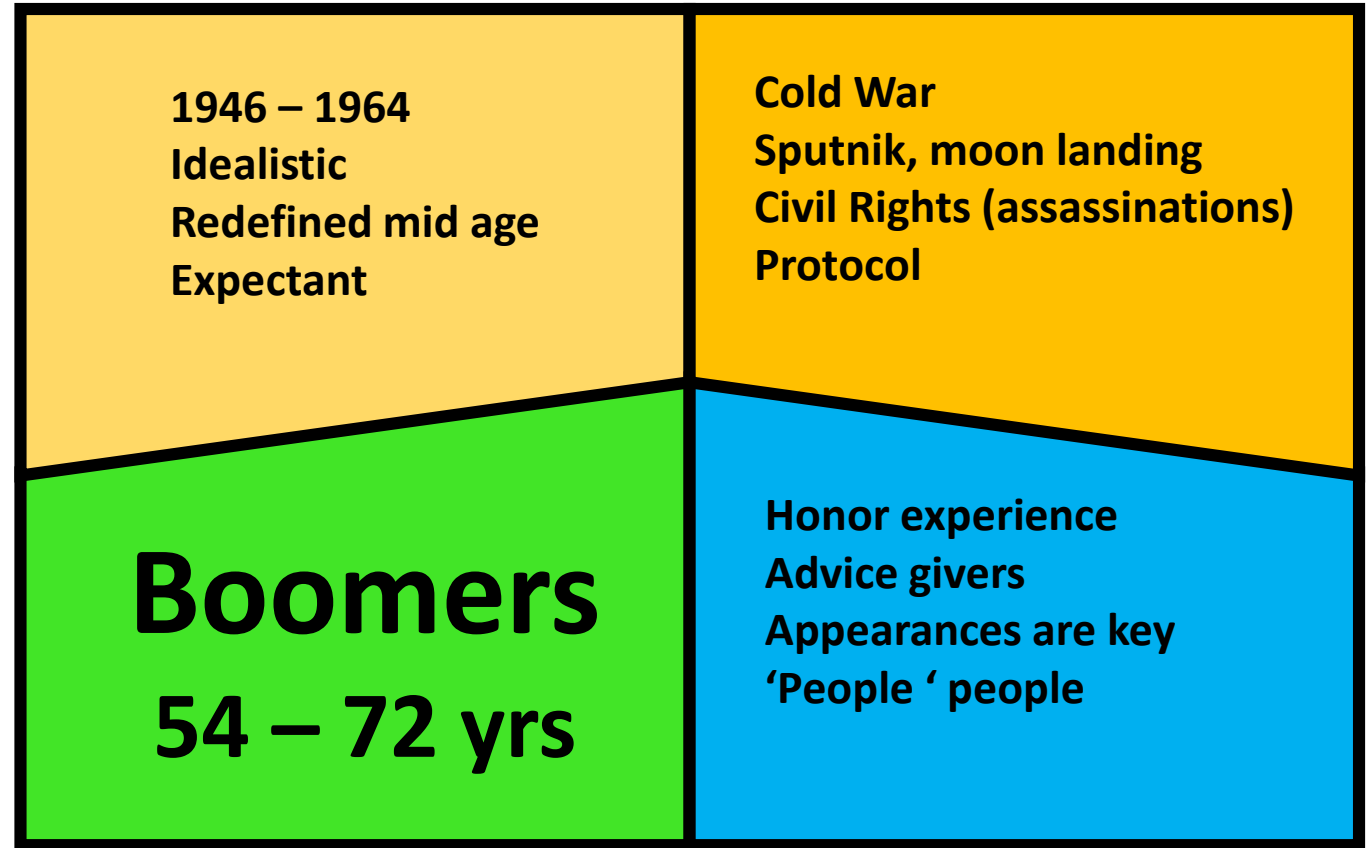 1946 – 1964
Idealistic
Redefined mid age
Expectant
Cold War
Sputnik, moon landing
Civil Rights (assassinations)
Protocol
Boomers
54 – 72 yrs
Honor experience
Advice givers
Appearances are key
‘People ‘ people